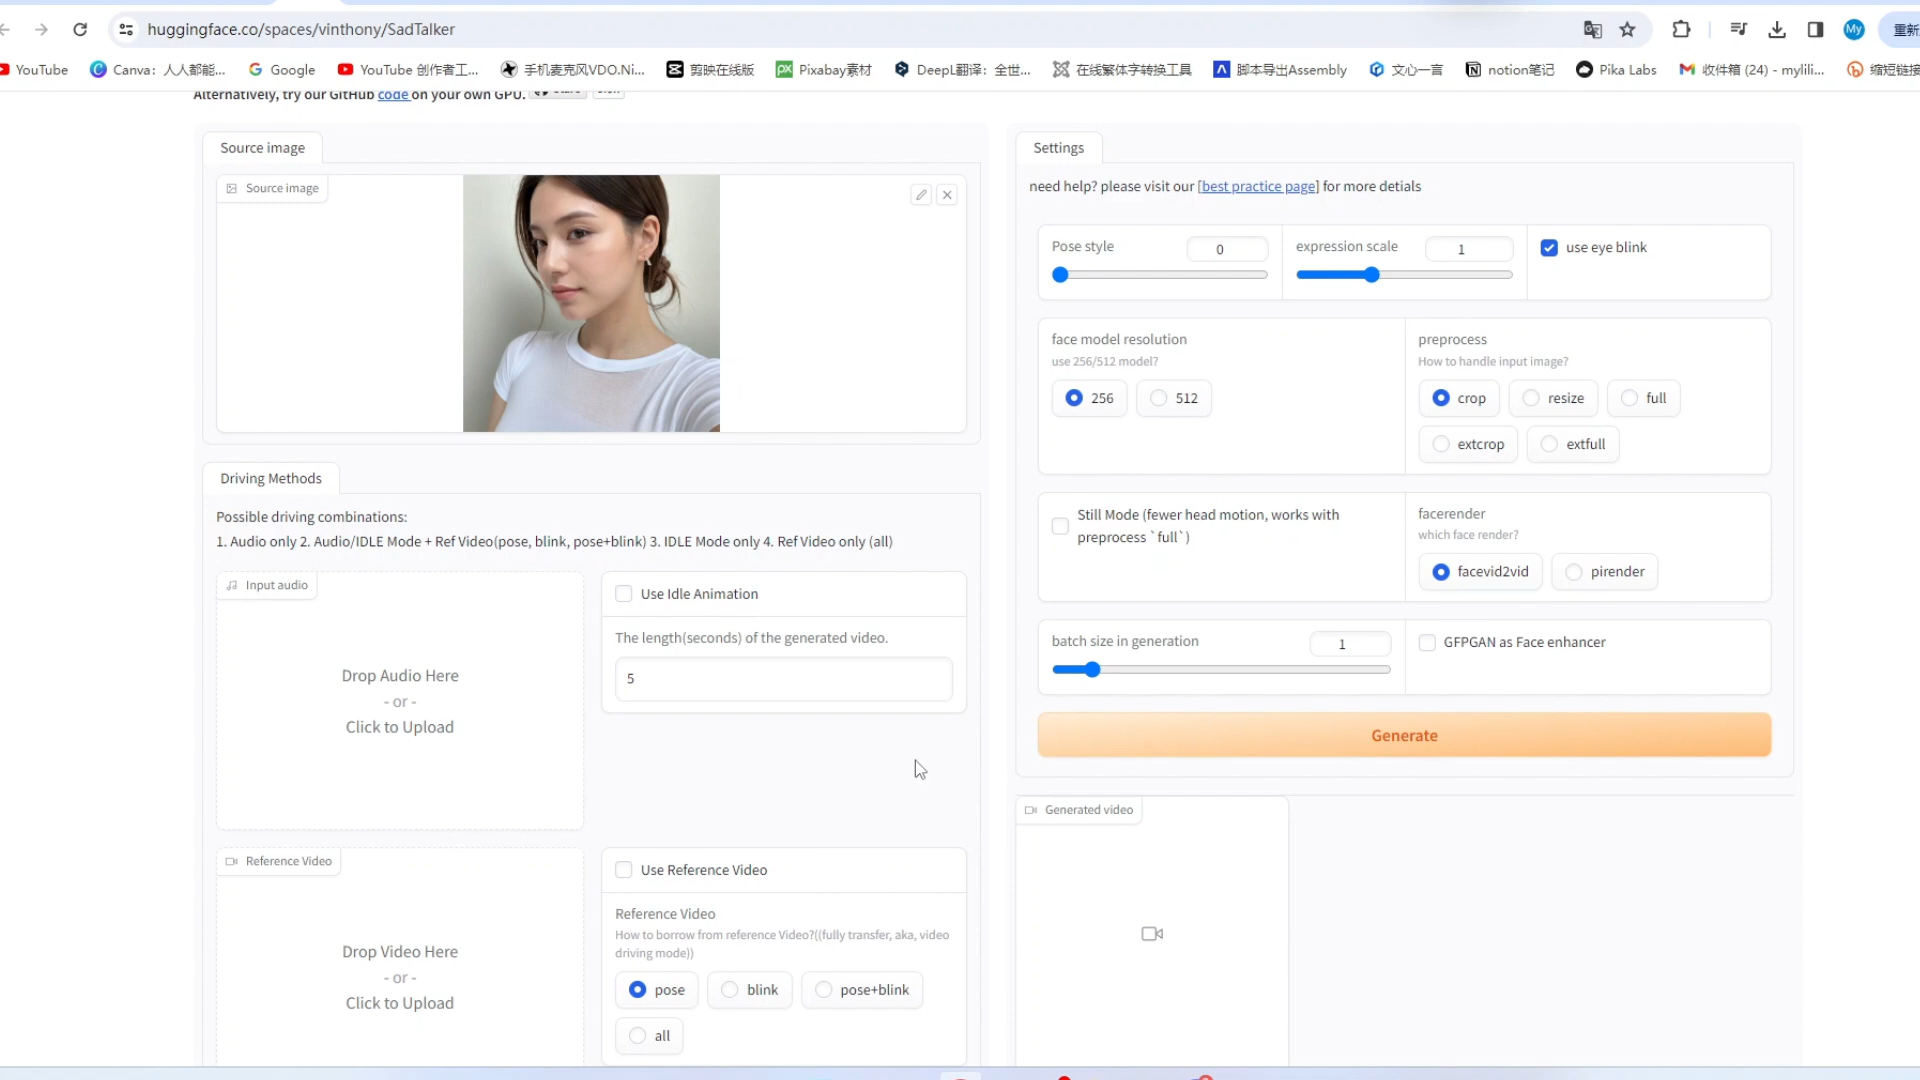 huggingface.co/spaces/vinthony/SadTalker
My
重新
YouTube
Canva：人人都能...
Google
YouTube 创作者工...
手机麦克风VDO.Ni...
剪映在线版
Pixabay素材
DeepL翻译：全世...
在线繁体字转换工具
脚本导出Assembly
文心一言
notion笔记
Pika Labs
收件箱 (24) - mylili...
缩短链接
Alternatively, try our GitHub code on your own GPU.
Source image
Source image
Driving Methods
Possible driving combinations:
1. Audio only 2. Audio/IDLE Mode + Ref Video(pose, blink, pose+blink) 3. IDLE Mode only 4. Ref Video only (all)
Input audio
Drop Audio Here
- or -
Click to Upload
Use Idle Animation
The length(seconds) of the generated video.
5
Reference Video
Drop Video Here
- or -
Click to Upload
Use Reference Video
Reference Video
How to borrow from reference Video?((fully transfer, aka, video
driving mode))
pose
blink
pose+blink
all
Settings
need help? please visit our [best practice page] for more detials
Pose style
0
expression scale
1
use eye blink
face model resolution
use 256/512 model?
256
512
preprocess
How to handle input image?
crop
resize
full
extcrop
extfull
Still Mode (fewer head motion, works with
preprocess `full`)
facerender
which face render?
facevid2vid
pirender
batch size in generation
1
GFPGAN as Face enhancer
Generate
Generated video